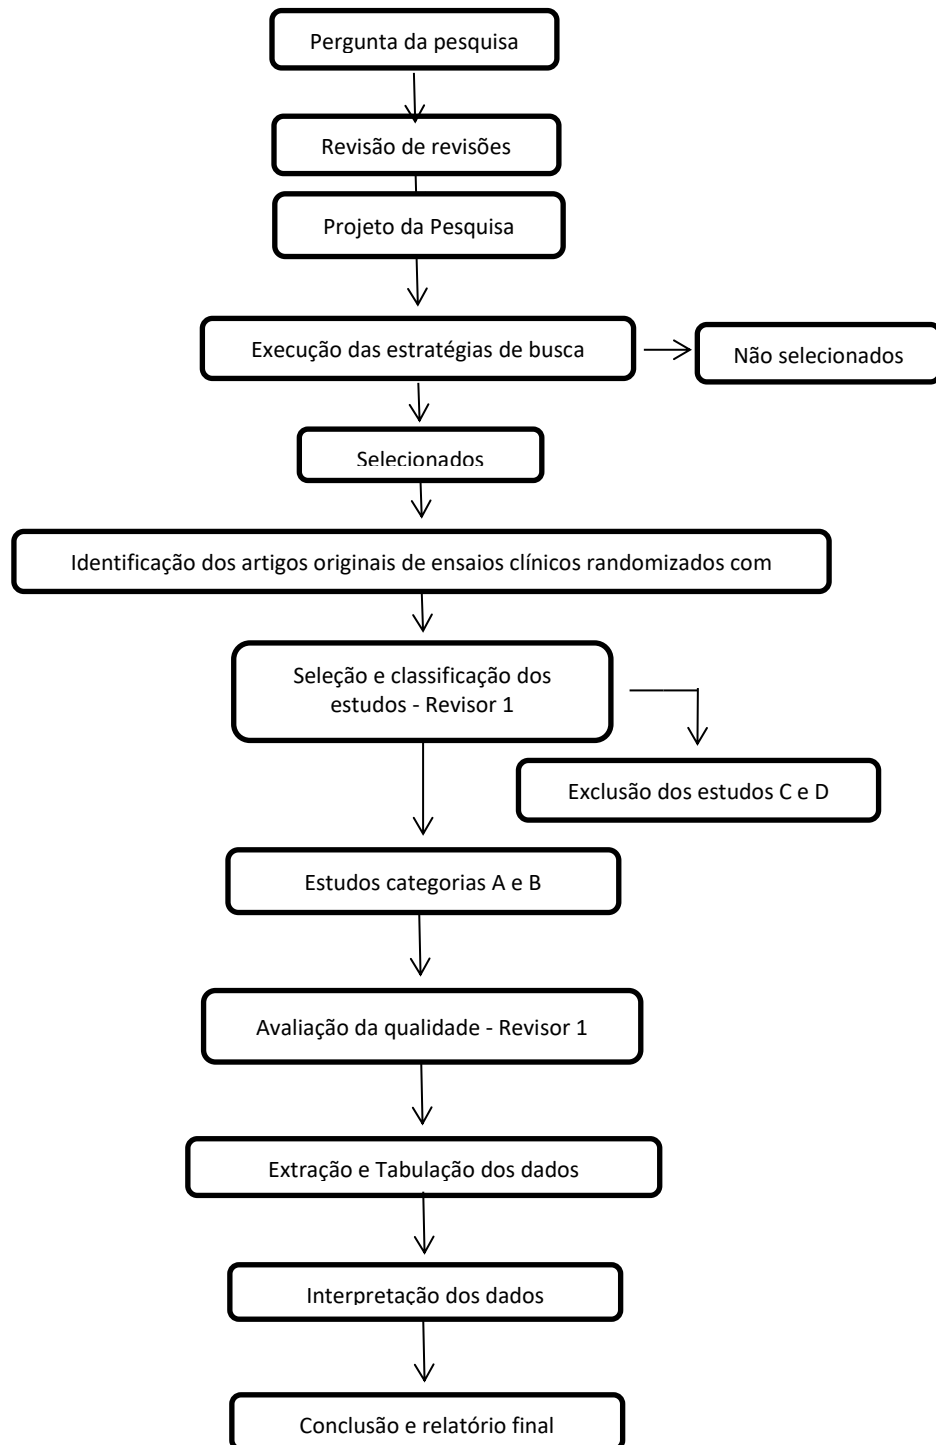 Pergunta da pesquisa
Revisão de revisões
Projeto da Pesquisa
Execução das estratégias de busca
Não selecionados
Selecionados
Identificação dos artigos originais de ensaios clínicos randomizados com
Seleção e classificação dos
estudos - Revisor 1
Exclusão dos estudos C e D
Estudos categorias A e B
Avaliação da qualidade - Revisor 1
Extração e Tabulação dos dados
Interpretação dos dados
Conclusão e relatório final